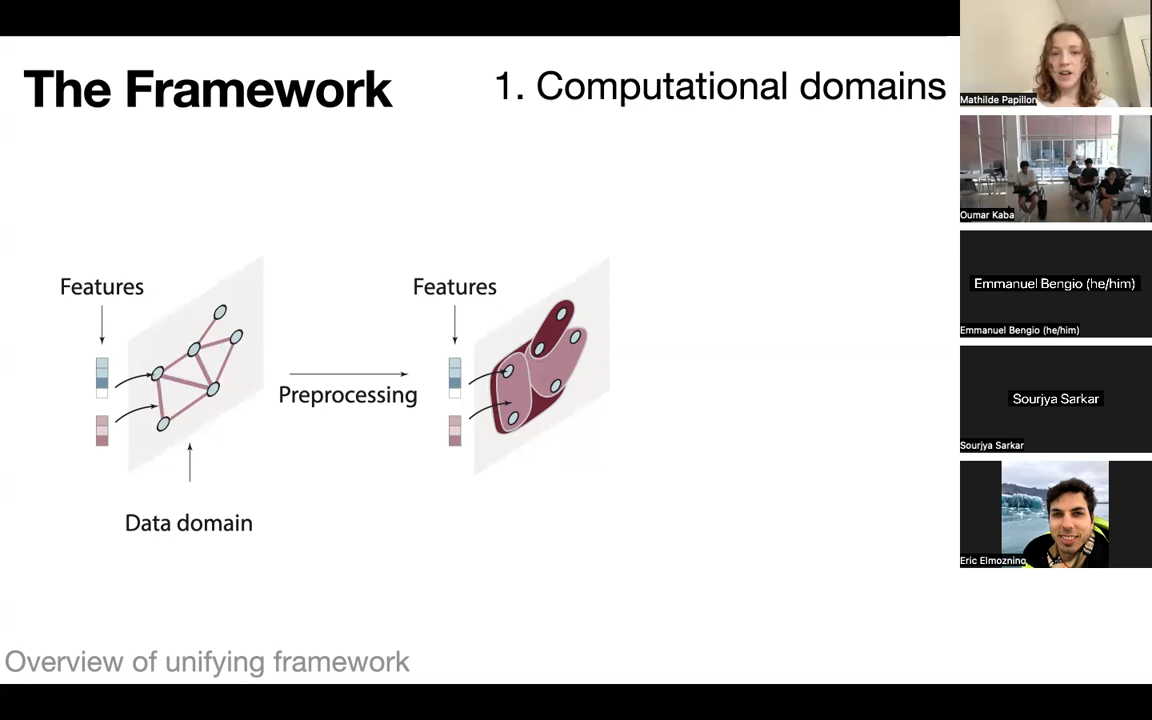 The Framework
1. Computational domains
Features
Features
Preprocessing
Data domain
Overview of unifying framework
Mathilde Papillon
Oumar Kaba
Emmanuel Bengio (he/him)
Emmanuel Bengio (he/him)
Sourjya Sarkar
Sourjya Sarkar
Eric Elmoznino